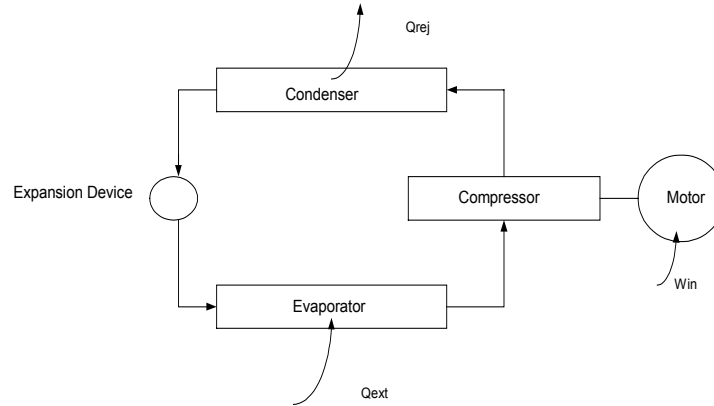 Qrej
Condenser
Expansion Device
Compressor
Motor
Win
Evaporator
Qext